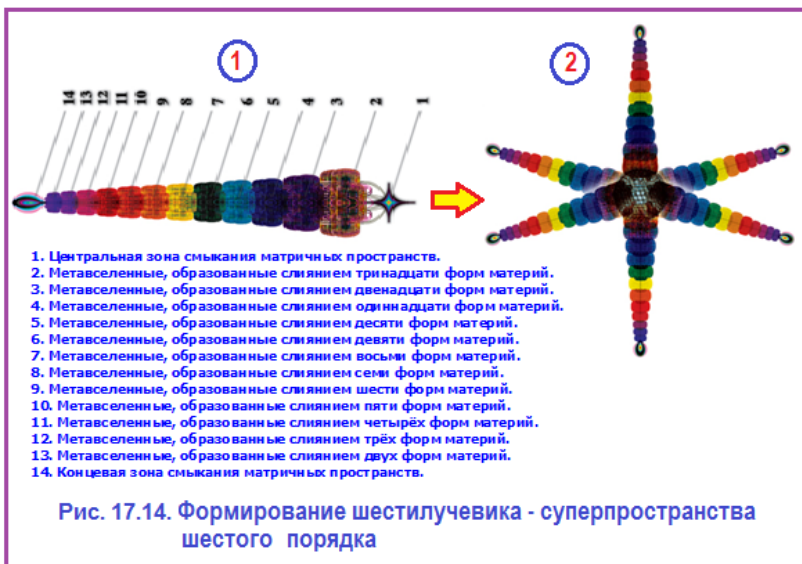 1
2
14 13 12 11 10 9 8 7 6 5 4 3 2 1
1. Центральная зона смыкания матричных пространств.
2. Метавселенные, образованные слиянием тринадцати форм материй.
3. Метавселенные, образованные слиянием двенадцати форм материй.
4. Метавселенные, образованные слиянием одиннадцати форм материй.
5. Метавселенные, образованные слиянием десяти форм материй.
6. Метавселенные, образованные слиянием девяти форм материй.
7. Метавселенные, образованные слиянием восьми форм материй.
8. Метавселенные, образованные слиянием семи форм материй.
9. Метавселенные, образованные слиянием шести форм материй.
10. Метавселенные, образованные слиянием пяти форм материй.
11. Метавселенные, образованные слиянием четырёх форм материй.
12. Метавселенные, образованные слиянием трёх форм материй.
13. Метавселенные, образованные слиянием двух форм материй.
14. Концевая зона смыкания матричных пространств.
Рис. 17.14. Формирование шестилучевика - суперпространства
шестого порядка